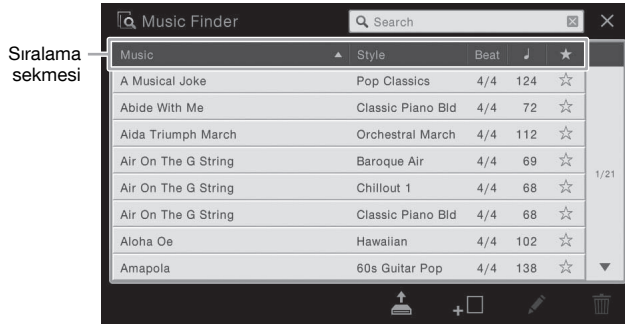 Music Finder
Search
Sıralama
sekmesi
Music ▲ Style Beat ♩ ★
A Musical Joke Pop Classics 4/4 124 ☆
Abide With Me Classic Piano Bld 4/4 72 ☆
Aida Triumph March Orchestral March 4/4 112 ☆
Air On The G String Baroque Air 4/4 69 ☆
Air On The G String Chillout 1 4/4 68 ☆
Air On The G String Classic Piano Bld 4/4 68 ☆
Aloha Oe Hawaiian 4/4 102 ☆
Amapola 60s Guitar Pop 4/4 138 ☆
1/21